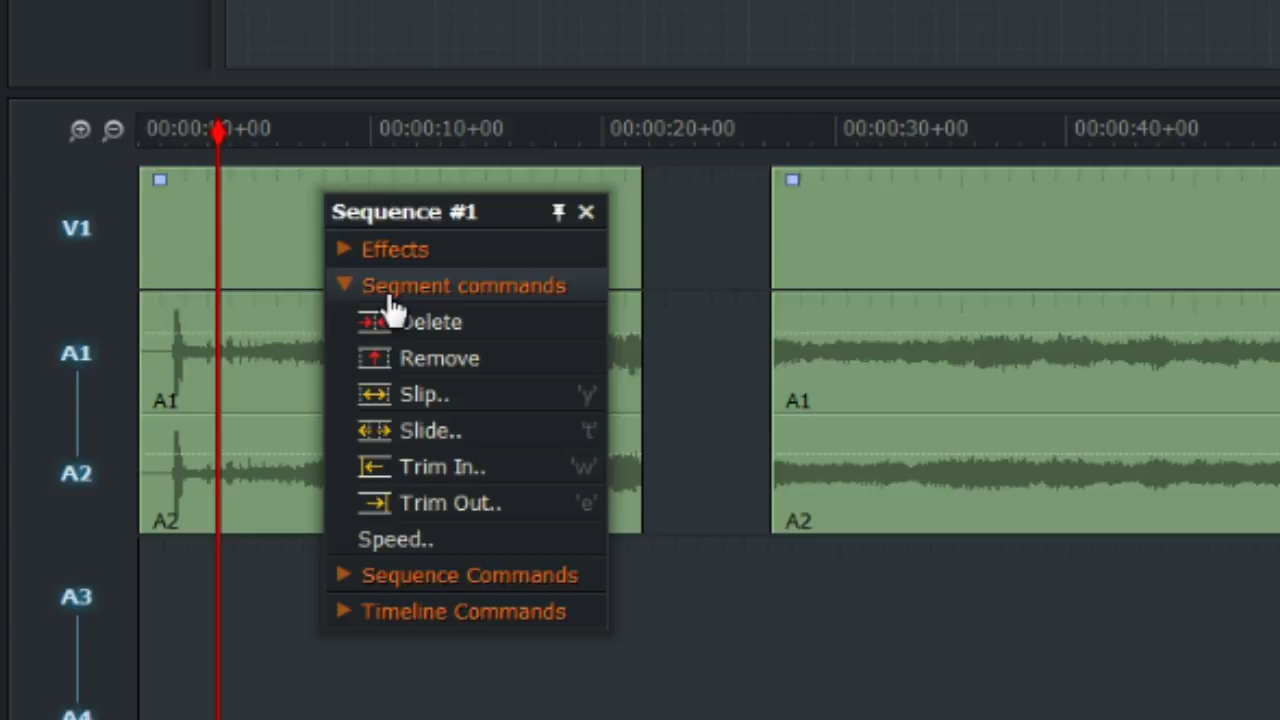 00:00:00+00 00:00:10+00 00:00:20+00 00:00:30+00 00:00:40+00
V1
Sequence #1
Effects
Segment commands
Delete
Remove
Slip.. 'y'
Slide.. 't'
Trim In.. 'w'
Trim Out.. 'e'
Speed..
Sequence Commands
Timeline Commands
A1
A1 A1
A2
A2 A2
A3
A4